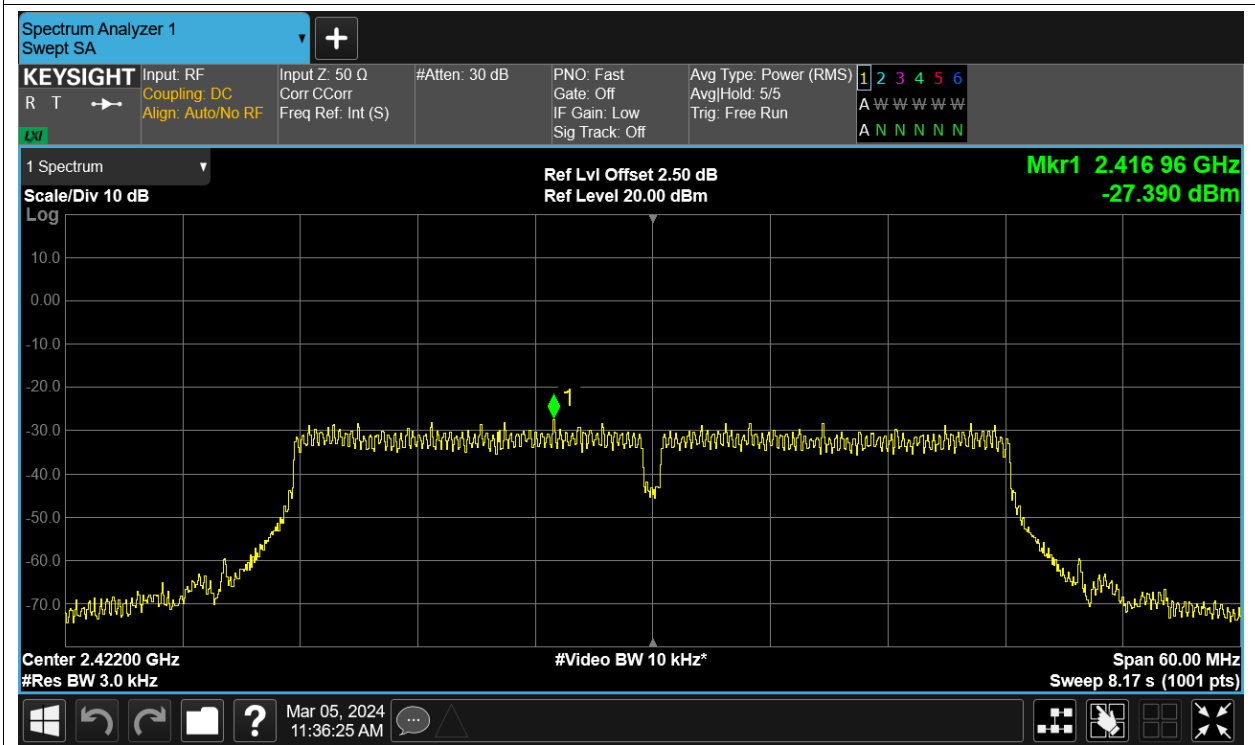 Spectrum Analyzer 1
Swept SA
+
KEYSIGHT Input: RF Input Z: 50 Ω #Atten: 30 dB PNO: Fast Avg Type: Power (RMS) 1 2 3 4 5 6
R T Coupling: DC Corr CCorr Gate: Off Avg|Hold: 5/5 A W W W W W
Align: Auto/No RF Freq Ref: Int (S) IF Gain: Low Trig: Free Run
LXI Sig Track: Off A N N N N N
1 Spectrum Ref Lvl Offset 2.50 dB Mkr1 2.416 96 GHz
Scale/Div 10 dB Ref Level 20.00 dBm -27.390 dBm
Log
10.0
0.00
-10.0
-20.0
1
-30.0
-40.0
-50.0
-60.0
-70.0
Center 2.42200 GHz #Video BW 10 kHz* Span 60.00 MHz
#Res BW 3.0 kHz Sweep 8.17 s (1001 pts)
? Mar 05, 2024
11:36:25 AM